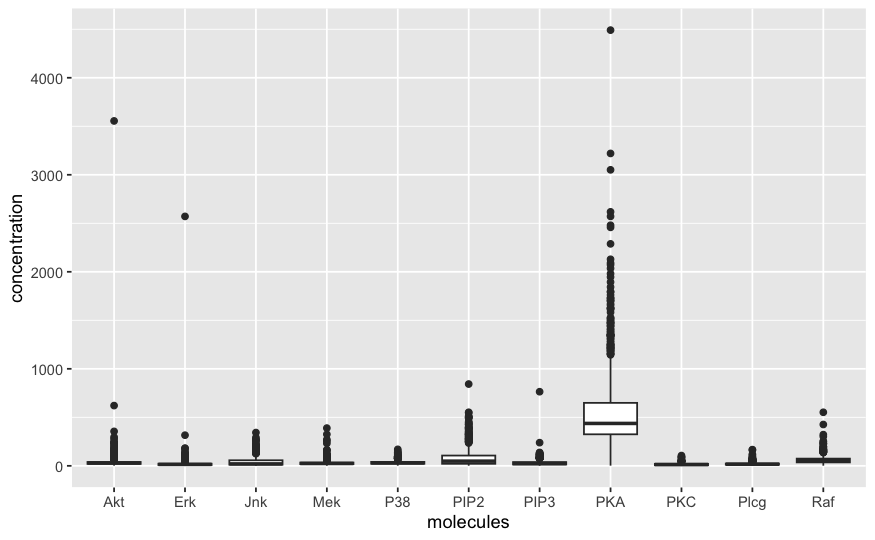 concentration
4000
3000
2000
1000
0
Akt Erk Jnk Mek P38 PIP2 PIP3 PKA PKC Plcg Raf
molecules